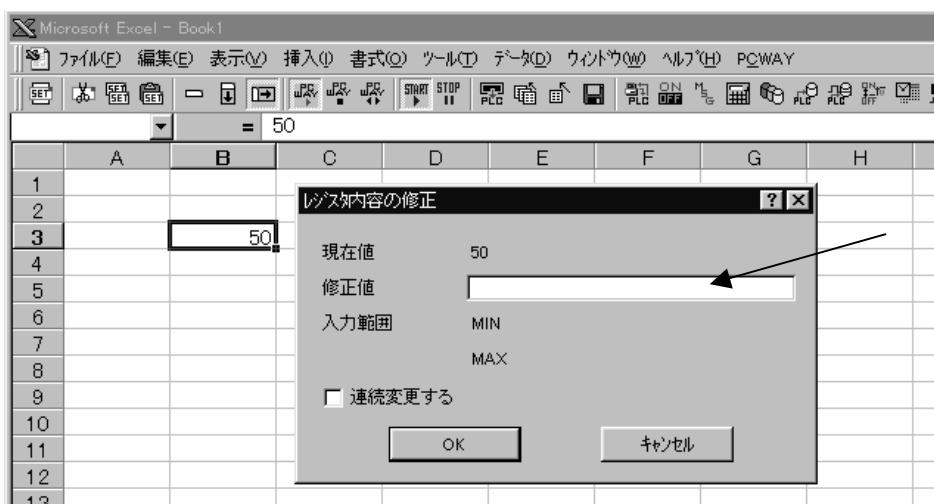 Microsoft Excel - Book1
ﾌｧｲﾙ(F) 編集(E) 表示(V) 挿入(I) 書式(O) ﾂｰﾙ(T) ﾃﾞｰﾀ(D) ｳｨﾝﾄﾞｳ(W) ﾍﾙﾌﾟ(H) PCWAY
START STOP
= 50
A B C D E F G H
1
2
3 50
4
5
6
7
8
9
10
11
12
13
ﾚｼﾞｽﾀ内容の修正
現在値 50
修正値
入力範囲 MIN
MAX
連続変更する
OK ｷｬﾝｾﾙ